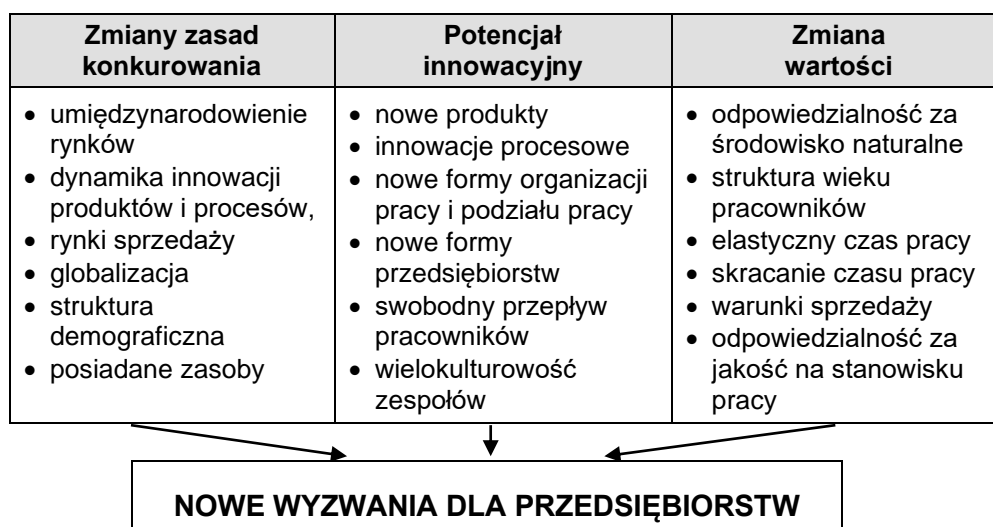 Zmiany zasad
konkurowania
Potencjał
innowacyjny
Zmiana
wartości
• umiędzynarodowienie
rynków
• dynamika innowacji
produktów i procesów,
• rynki sprzedaży
• globalizacja
• struktura
demograficzna
• posiadane zasoby
• nowe produkty
• innowacje procesowe
• nowe formy organizacji
pracy i podziału pracy
• nowe formy
przedsiębiorstw
• swobodny przepływ
pracowników
• wielokulturowość
zespołów
• odpowiedzialność za
środowisko naturalne
• struktura wieku
pracowników
• elastyczny czas pracy
• skracanie czasu pracy
• warunki sprzedaży
• odpowiedzialność za
jakość na stanowisku
pracy
NOWE WYZWANIA DLA PRZEDSIĘBIORSTW